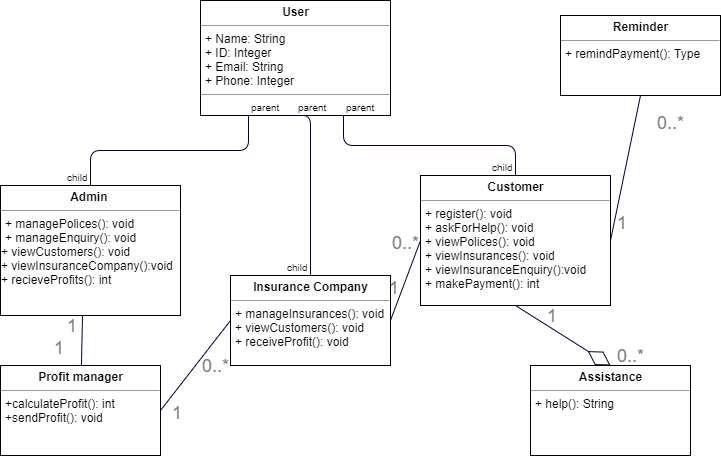 User
+ Name: String
+ ID: Integer
+ Email: String
+ Phone: Integer
parent
parent
parent
Reminder
+ remindPayment(): Type
0..*
1
child
Admin
+ managePolices(): void
+ manageEnquiry(): void
+ viewCustomers(): void
+ viewInsuranceCompany():void
+ recieveProfits(): int
1
1
child
Insurance Company
+ manageInsurances(): void
+ viewCustomers(): void
+ receiveProfit(): void
child
Customer
+ register(): void
+ askForHelp(): void
+ viewPolices(): void
+ viewInsurances(): void
+ viewInsuranceEnquiry():void
+ makePayment(): int
0..*
1
Profit manager
+calculateProfit(): int
+sendProfit(): void
0..*
1
1
0..*
Assistance
+ help(): String